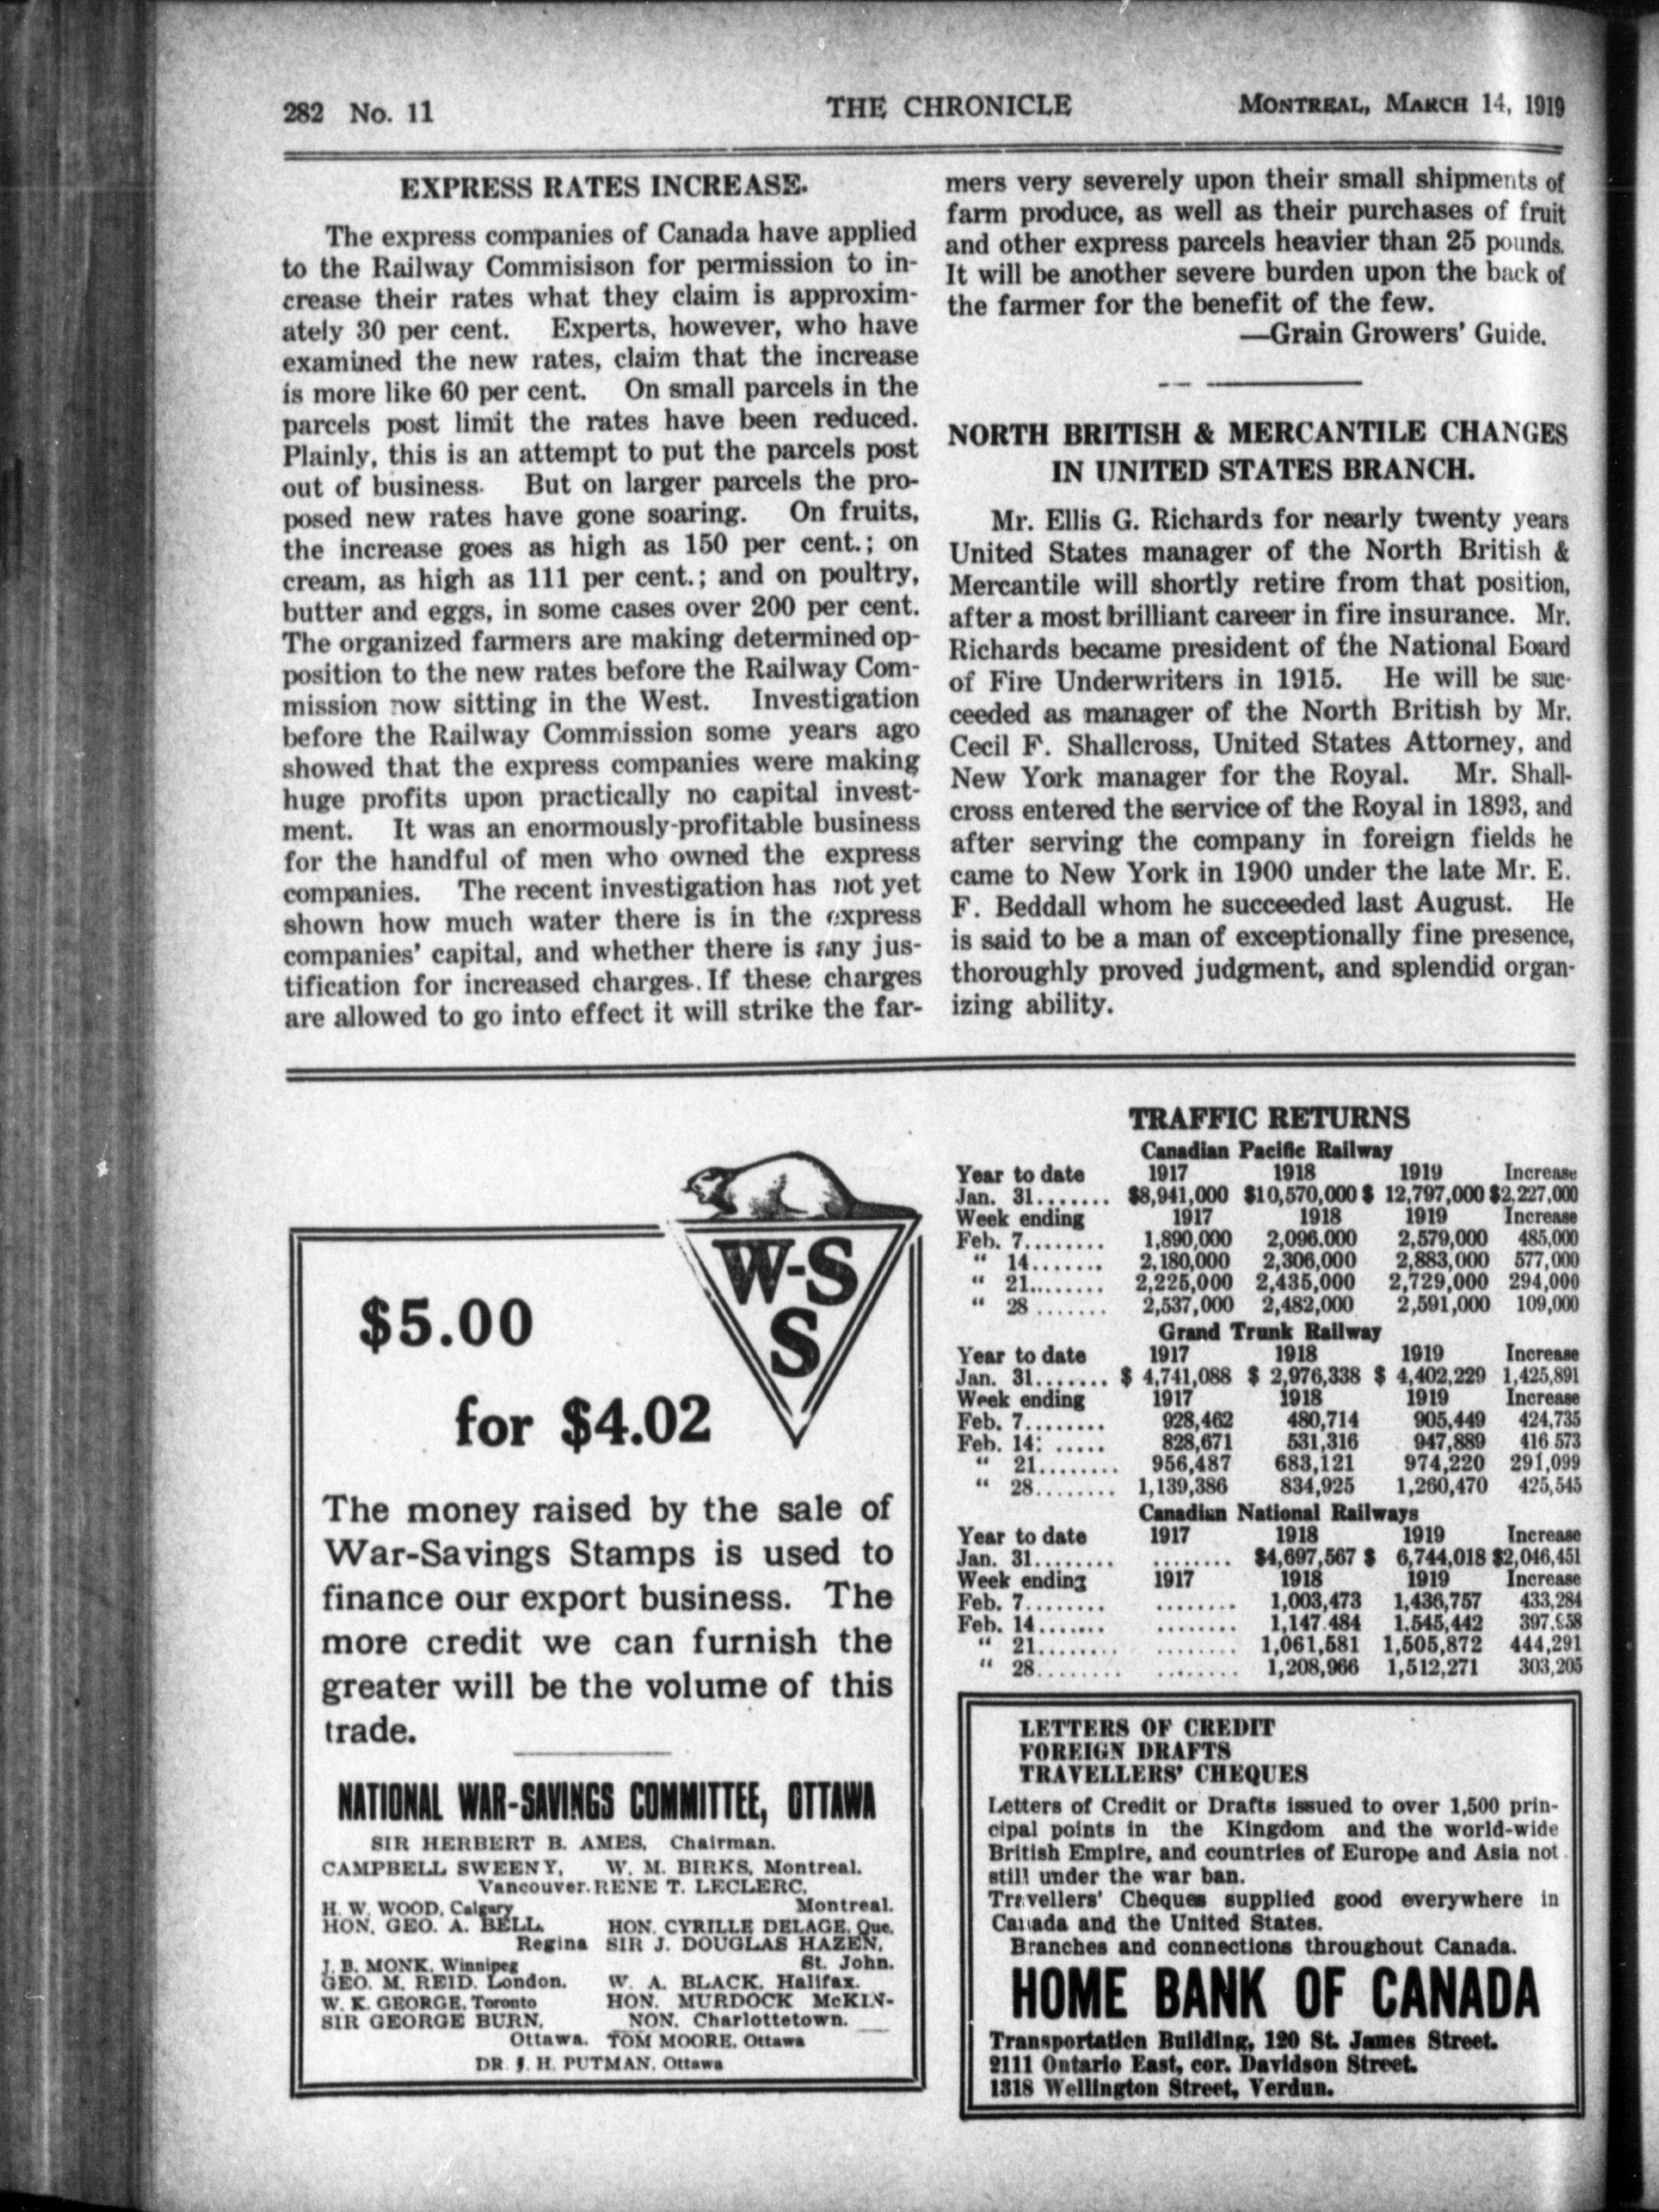 282 No. 11
THE CHRONICLE
MONTREAL, MARCH 14, 1919
EXPRESS RATES INCREASE.
The express companies of Canada have applied
to the Railway Commisison for permission to in-
crease their rates what they claim is approxim-
ately 30 per cent. Experts, however, who have
examined the new rates, claim that the increase
is more like 60 per cent. On small parcels in the
parcels post limit the rates have been reduced.
Plainly, this is an attempt to put the parcels post
out of business. But on larger parcels the pro-
posed new rates have gone soaring. On fruits,
the increase goes as high as 150 per cent.; on
cream, as high as 111 per cent.; and on poultry,
butter and eggs, in some cases over 200 per cent.
The organized farmers are making determined op-
position to the new rates before the Railway Com-
mission now sitting in the West. Investigation
before the Railway Commission some years ago
showed that the express companies were making
huge profits upon practically no capital invest-
ment. It was an enormously-profitable business
for the handful of men who owned the express
companies. The recent investigation has not yet
shown how much water there is in the express
companies' capital, and whether there is any jus-
tification for increased charges. If these charges
are allowed to go into effect it will strike the far-
mers very severely upon their small shipments of
farm produce, as well as their purchases of fruit
and other express parcels heavier than 25 pounds.
It will be another severe burden upon the back of
the farmer for the benefit of the few.
—Grain Growers' Guide.
NORTH BRITISH & MERCANTILE CHANGES
IN UNITED STATES BRANCH.
Mr. Ellis G. Richards for nearly twenty years
United States manager of the North British &
Mercantile will shortly retire from that position,
after a most brilliant career in fire insurance. Mr.
Richards became president of the National Board
of Fire Underwriters in 1915. He will be suc-
ceeded as manager of the North British by Mr.
Cecil F. Shallcross, United States Attorney, and
New York manager for the Royal. Mr. Shall-
cross entered the service of the Royal in 1893, and
after serving the company in foreign fields he
came to New York in 1900 under the late Mr. E.
F. Beddall whom he succeeded last August. He
is said to be a man of exceptionally fine presence,
thoroughly proved judgment, and splendid organ-
izing ability.
W-S
S
$5.00
for $4.02
The money raised by the sale of
War-Savings Stamps is used to
finance our export business. The
more credit we can furnish the
greater will be the volume of this
trade.
NATIONAL WAR-SAVINGS COMMITTEE, OTTAWA
SIR HERBERT B. AMES, Chairman.
CAMPBELL SWEENY, W. M. BIRKS, Montreal.
Vancouver. RENE T. LECLERC,
H. W. WOOD, Calgary Montreal.
HON. GEO. A. BELL, HON. CYRILLE DELAGE, Que.
Regina SIR J. DOUGLAS HAZEN,
J. B. MONK, Winnipeg St. John.
GEO. M. REID, London. W. A. BLACK, Halifax.
W. K. GEORGE, Toronto HON. MURDOCK McKIN-
SIR GEORGE BURN, NON, Charlottetown.
Ottawa. TOM MOORE, Ottawa
DR. J. H. PUTMAN, Ottawa
TRAFFIC RETURNS
Canadian Pacific Railway
Year to date 1917 1918 1919 Increase
Jan. 31....... $8,941,000 $10,570,000 $ 12,797,000 $2,227,000
Week ending 1917 1918 1919 Increase
Feb. 7........ 1,890,000 2,096.000 2,579,000 485,000
" 14....... 2,180,000 2,306,000 2,883,000 577,000
" 21........ 2,225,000 2,435,000 2,729,000 294,000
" 28 ....... 2,537,000 2,482,000 2,591,000 109,000
Grand Trunk Railway
Year to date 1917 1918 1919 Increase
Jan. 31....... $ 4,741,088 $ 2,976,338 $ 4,402,229 1,425,891
Week ending 1917 1918 1919 Increase
Feb. 7........ 928,462 480,714 905,449 424,735
Feb. 14: ..... 828,671 531,316 947,889 416 573
" 21........ 956,487 683,121 974,220 291,099
" 28........ 1,139,386 834,925 1,260,470 425,545
Canadian National Railways
Year to date 1917 1918 1919 Increase
Jan. 31........ ........ $4,697,567 $ 6,744,018 $2,046,451
Week ending 1917 1918 1919 Increase
Feb. 7........ ........ 1,003,473 1,436,757 433,284
Feb. 14....... ........ 1,147.484 1.545,442
" 21........ ........ 1,061,581 1,505,872 444,291
" 28........ ........ 1,208,966 1,512,271 303,205
LETTERS OF CREDIT
FOREIGN DRAFTS
TRAVELLERS' CHEQUES
Letters of Credit or Drafts issued to over 1,500 prin-
cipal points in the Kingdom and the world-wide
British Empire, and countries of Europe and Asia not
still under the war ban.
Travellers' Cheques supplied good everywhere in
Canada and the United States.
Branches and connections throughout Canada.
HOME BANK OF CANADA
Transportation Building, 120 St. James Street.
2111 Ontario East, cor. Davidson Street.
1318 Wellington Street, Verdun.